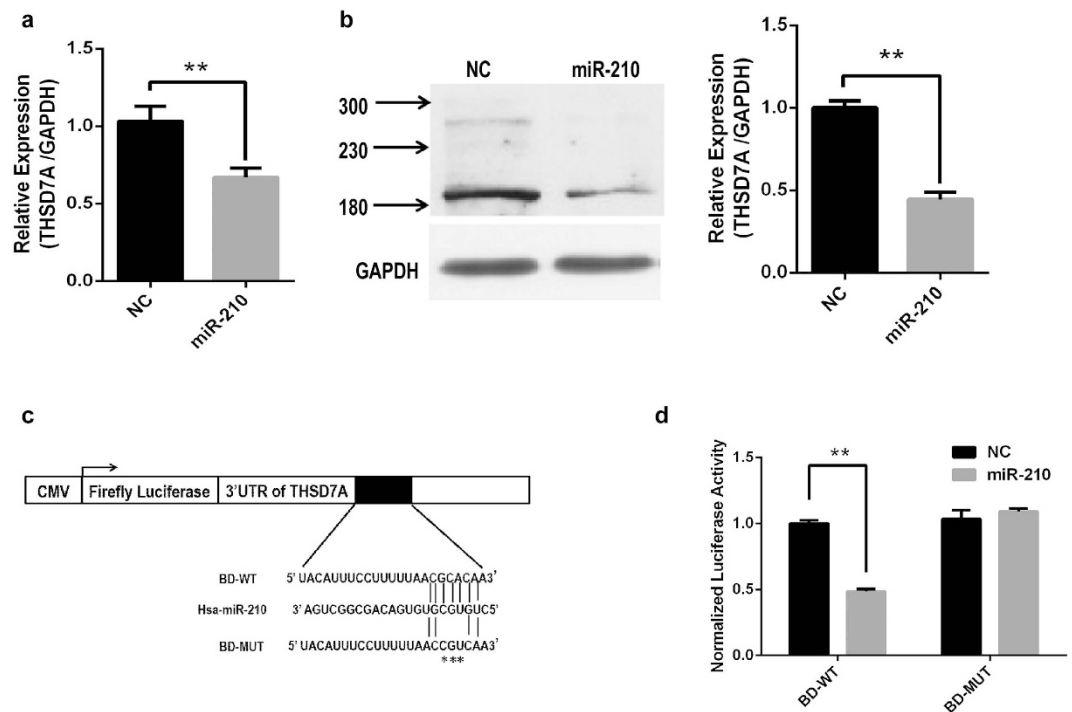 a
1.5
1.0
0.5
0.0
Relative Expression
(THSD7A /GAPDH)
**
NC
miR-210
b
NC
miR-210
300
230
180
GAPDH
1.5
1.0
0.5
0.0
Relative Expression
(THSD7A/GAPDH)
**
NC
miR-210
c
CMV
Firefly Luciferase
3'UTR of THSD7A
BD-WT 5' UACAUUUCCUUUUUAACGCACAA3'
Hsa-miR-210 3' AGUCGGCGACAGUGUGCGUGUC5'
BD-MUT 5' UACAUUUCCUUUUUAACCGUCAA3'
***
d
Normalized Luciferase Activity
1.5
1.0
0.5
0.0
**
NC
miR-210
BD-WT
BD-MUT